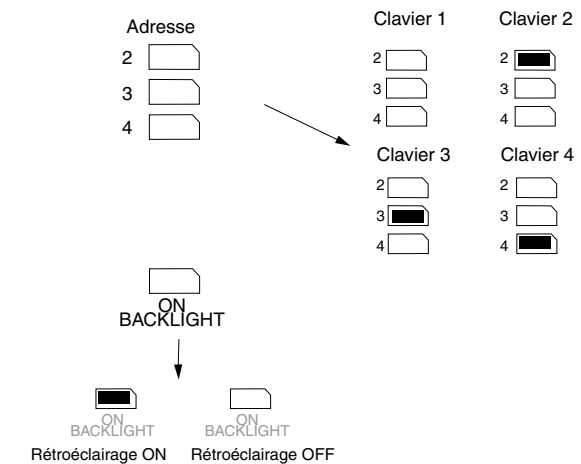 Adresse
2
3
4
Clavier 1
2
3
4
Clavier 2
2
3
4
Clavier 3
2
3
4
Clavier 4
2
3
4
ON
BACKLIGHT
ON
BACKLIGHT
Rétroéclairage ON
ON
BACKLIGHT
Rétroéclairage OFF